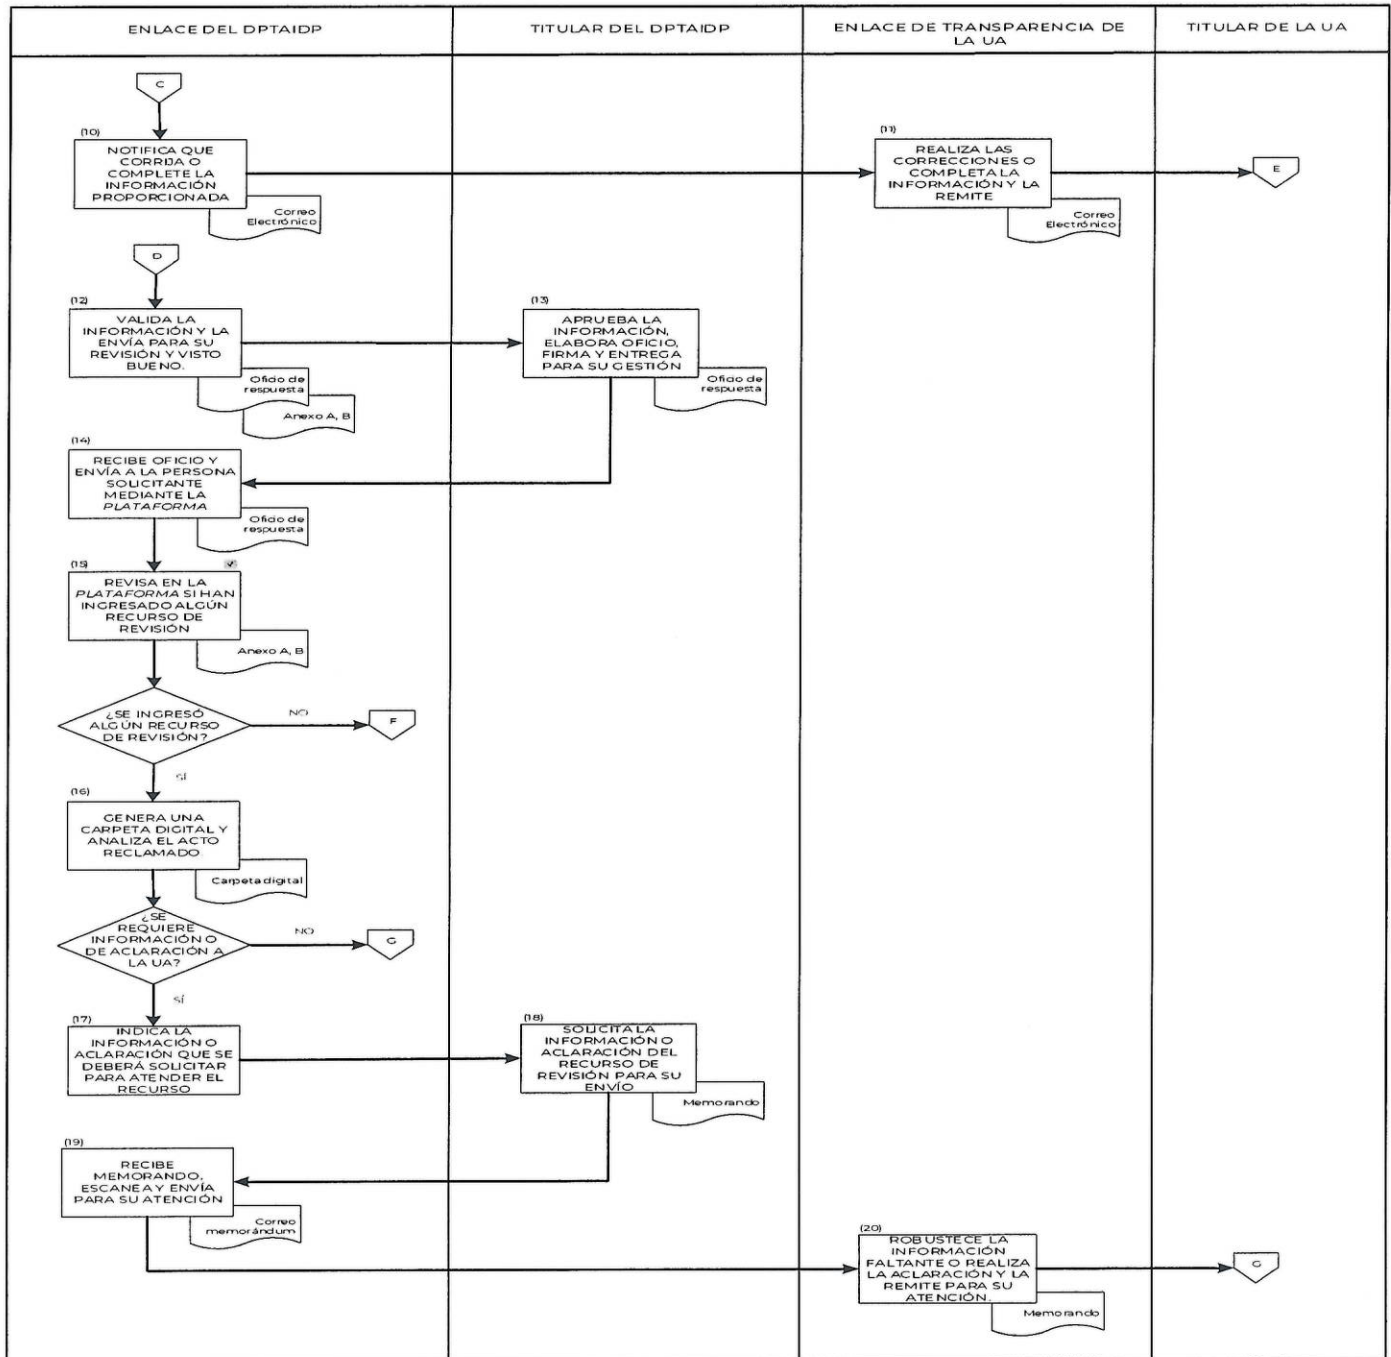 ENLACE DEL DPTAIDP
TITULAR DEL DPTAIDP
ENLACE DE TRANSPARENCIA DE
LA UA
TITULAR DE LA UA
C
(10)
NOTIFICA QUE
CORRIJA O
COMPLETE LA
INFORMACIÓN
PROPORCIONADA
Correo
Electrónico
(11)
REALIZA LAS
CORRECCIONES O
COMPLETA LA
INFORMACIÓN Y LA
REMITE
Correo
Electrónico
E
D
(12)
VALIDA LA
INFORMACIÓN Y LA
ENVÍA PARA SU
REVISIÓN Y VISTO
BUENO.
Oficio de
respuesta
Anexo A, B
(13)
APRUEBA LA
INFORMACIÓN,
ELABORA OFICIO,
FIRMA Y ENTREGA
PARA SU GESTIÓN
Oficio de
respuesta
(14)
RECIBE OFICIO Y
ENVÍA A LA PERSONA
SOLICITANTE
MEDIANTE LA
PLATAFORMA
Oficio de
respuesta
(15)
REVISA EN LA
PLATAFORMA SI HAN
INGRESADO ALGÚN
RECURSO DE
REVISIÓN
Anexo A, B
¿SE INGRESÓ
ALGÚN RECURSO
DE REVISIÓN?
NO
F
SÍ
(16)
GENERA UNA
CARPETA DIGITAL Y
ANALIZA EL ACTO
RECLAMADO
Carpeta digital
¿SE
REQUIERE
INFORMACIÓN O
DE ACLARACIÓN A
LA UA?
NO
G
SÍ
(17)
INDICA LA
INFORMACIÓN O
ACLARACIÓN QUE SE
DEBERÁ SOLICITAR
PARA ATENDER EL
RECURSO
(18)
SOLICITA LA
INFORMACIÓN O
ACLARACIÓN DEL
RECURSO DE
REVISIÓN PARA SU
ENVÍO
Memorando
(19)
RECIBE
MEMORANDO,
ESCANEA Y ENVÍA
PARA SU ATENCIÓN
Correo
memorándum
(20)
ROBUSTECE LA
INFORMACIÓN
FALTANTE O REALIZA
LA ACLARACIÓN Y LA
REMITE PARA SU
ATENCIÓN.
Memorando
G